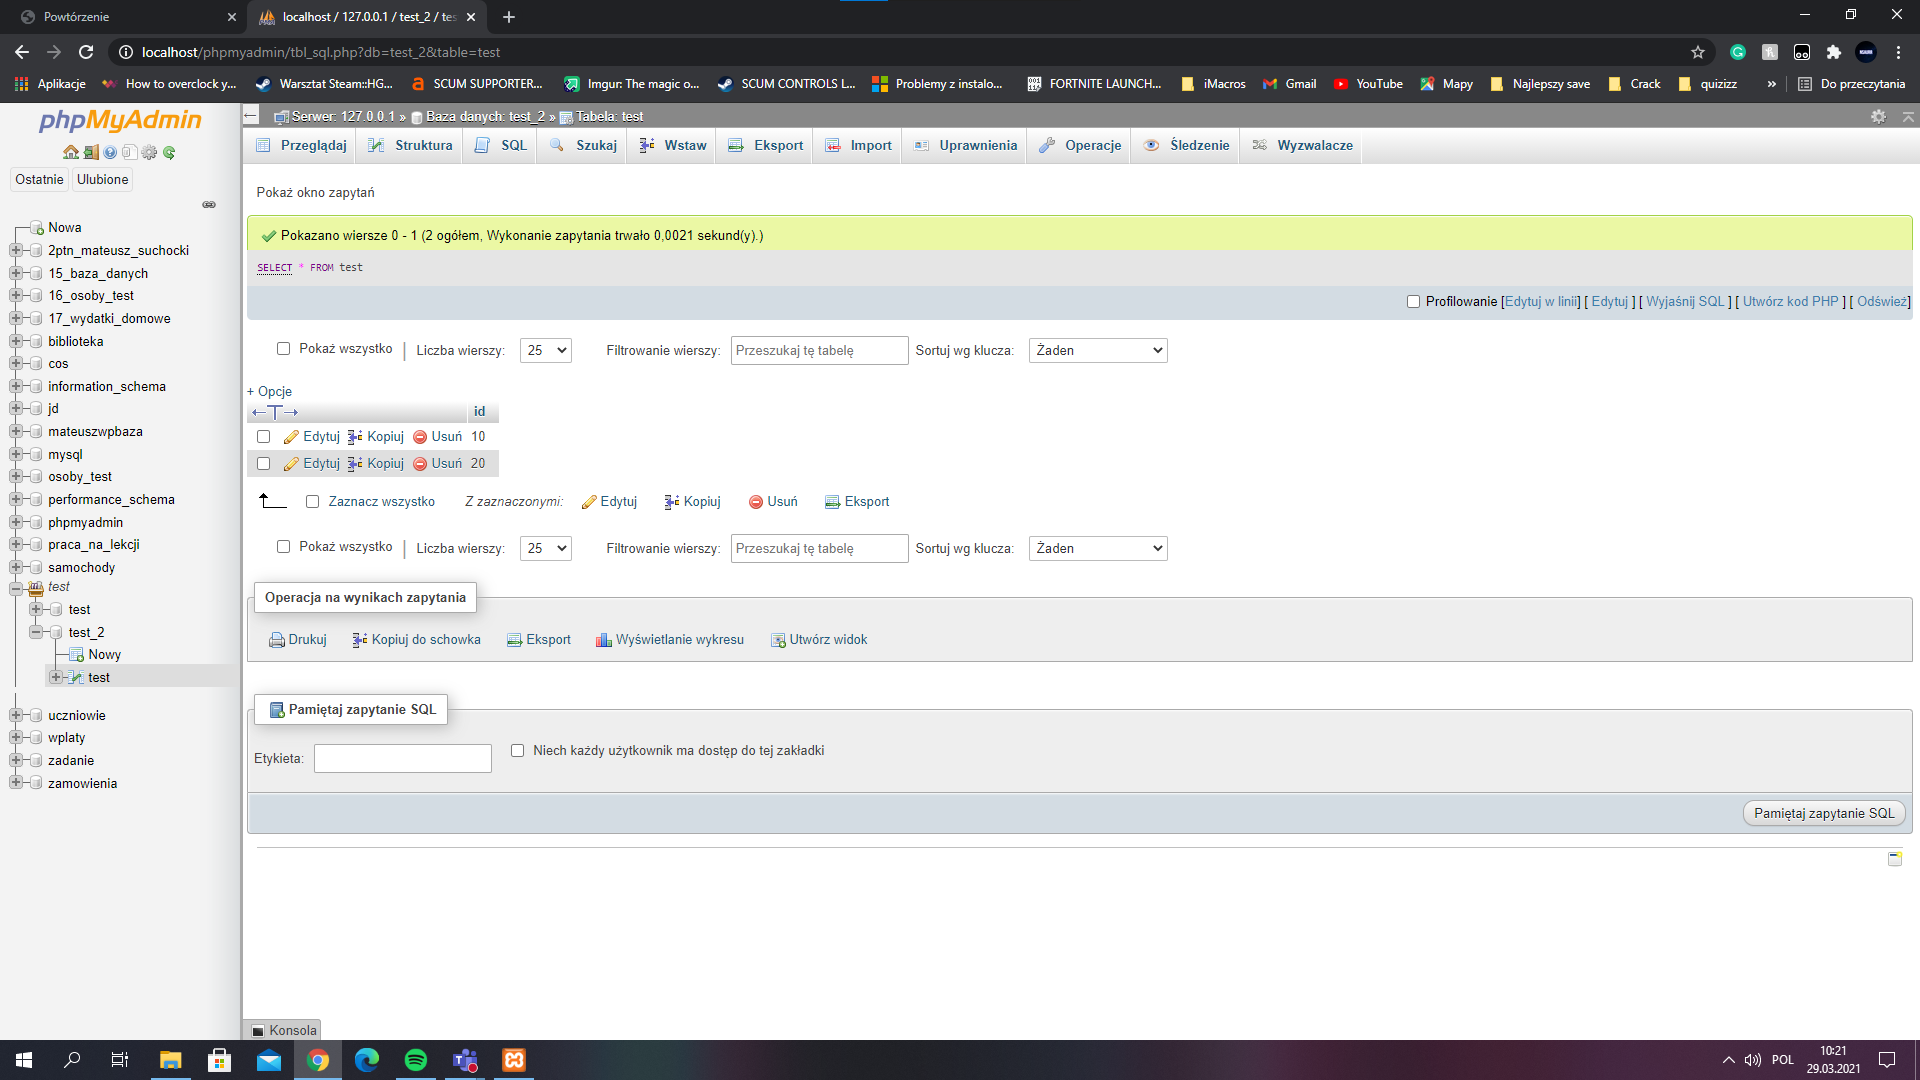 Powtórzenie
localhost / 127.0.0.1 / test_2 / tes
localhost/phpmyadmin/tbl_sql.php?db=test_2&table=test
Aplikacje
How to overclock y...
Warsztat Steam::HG...
SCUM SUPPORTER...
Imgur: The magic o...
SCUM CONTROLS L...
Problemy z instalo...
FORTNITE LAUNCH...
iMacros
Gmail
YouTube
Mapy
Najlepszy save
Crack
quizizz
»
Do przeczytania
phpMyAdmin
Ostatnie
Ulubione
Nowa
2ptn_mateusz_suchocki
15_baza_danych
16_osoby_test
17_wydatki_domowe
biblioteka
cos
information_schema
jd
mateuszwpbaza
mysql
osoby_test
performance_schema
phpmyadmin
praca_na_lekcji
samochody
test
test
test_2
Nowy
test
uczniowie
wplaty
zadanie
zamowienia
Serwer: 127.0.0.1 » Baza danych: test_2 » Tabela: test
Przeglądaj
Struktura
SQL
Szukaj
Wstaw
Eksport
Import
Uprawnienia
Operacje
Śledzenie
Wyzwalacze
Pokaż okno zapytań
Pokazano wiersze 0 - 1 (2 ogółem, Wykonanie zapytania trwało 0,0021 sekund(y).)
SELECT * FROM test
Profilowanie [Edytuj w linii] [ Edytuj ] [ Wyjaśnij SQL ] [ Utwórz kod PHP ] [ Odśwież]
Pokaż wszystko | Liczba wierszy: 25 Filtrowanie wierszy: Przeszukaj tę tabelę Sortuj wg klucza: Żaden
+ Opcje
←T→ id
Edytuj Kopiuj Usuń 10
Edytuj Kopiuj Usuń 20
Zaznacz wszystko Z zaznaczonymi: Edytuj Kopiuj Usuń Eksport
Pokaż wszystko | Liczba wierszy: 25 Filtrowanie wierszy: Przeszukaj tę tabelę Sortuj wg klucza: Żaden
Operacja na wynikach zapytania
Drukuj Kopiuj do schowka Eksport Wyświetlanie wykresu Utwórz widok
Pamiętaj zapytanie SQL
Etykieta: Niech każdy użytkownik ma dostęp do tej zakładki
Pamiętaj zapytanie SQL
Konsola
POL
10:21
29.03.2021